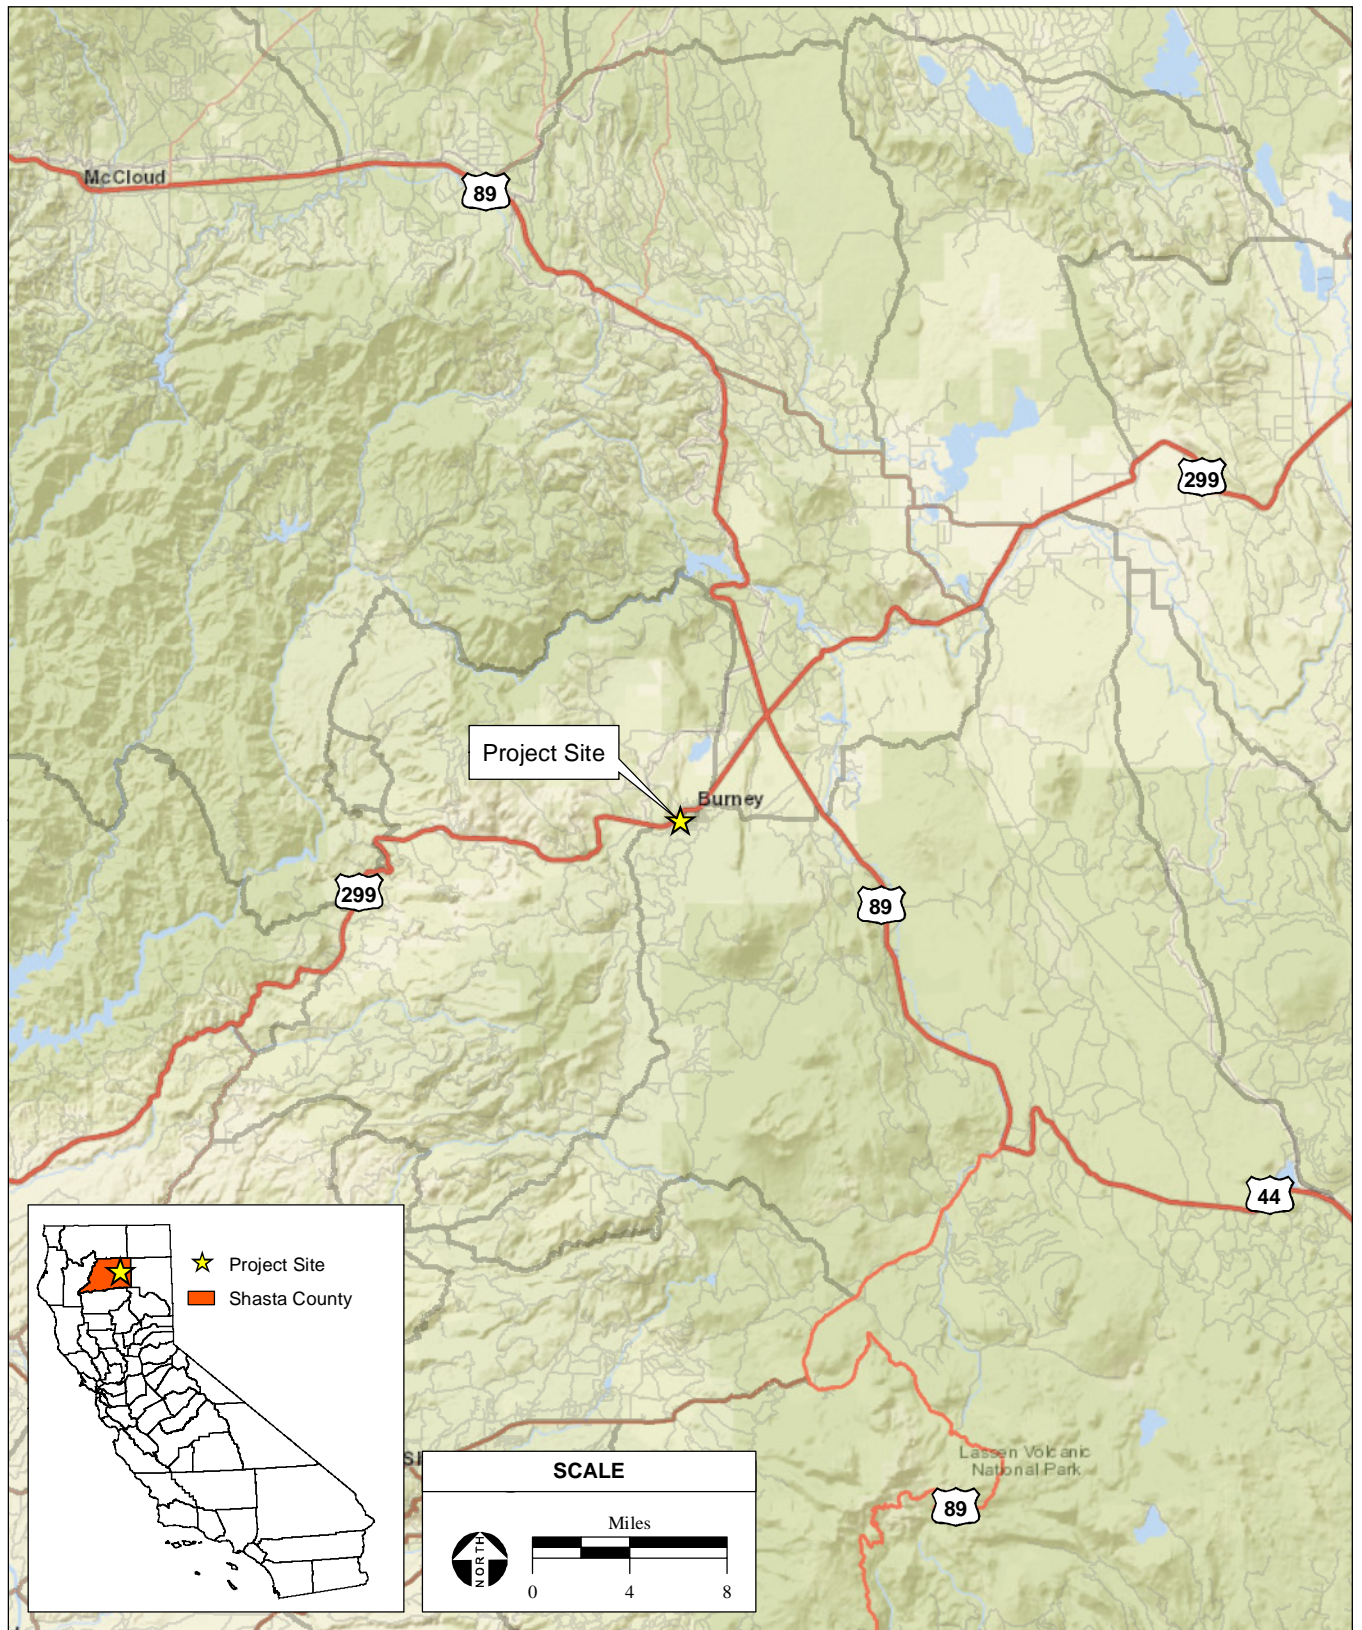 McCloud
89
299
Project Site
Burney
299
89
44
Project Site
Shasta County
Lassen Volcanic
National Park
89
SCALE
Miles
NORTH
0 4 8